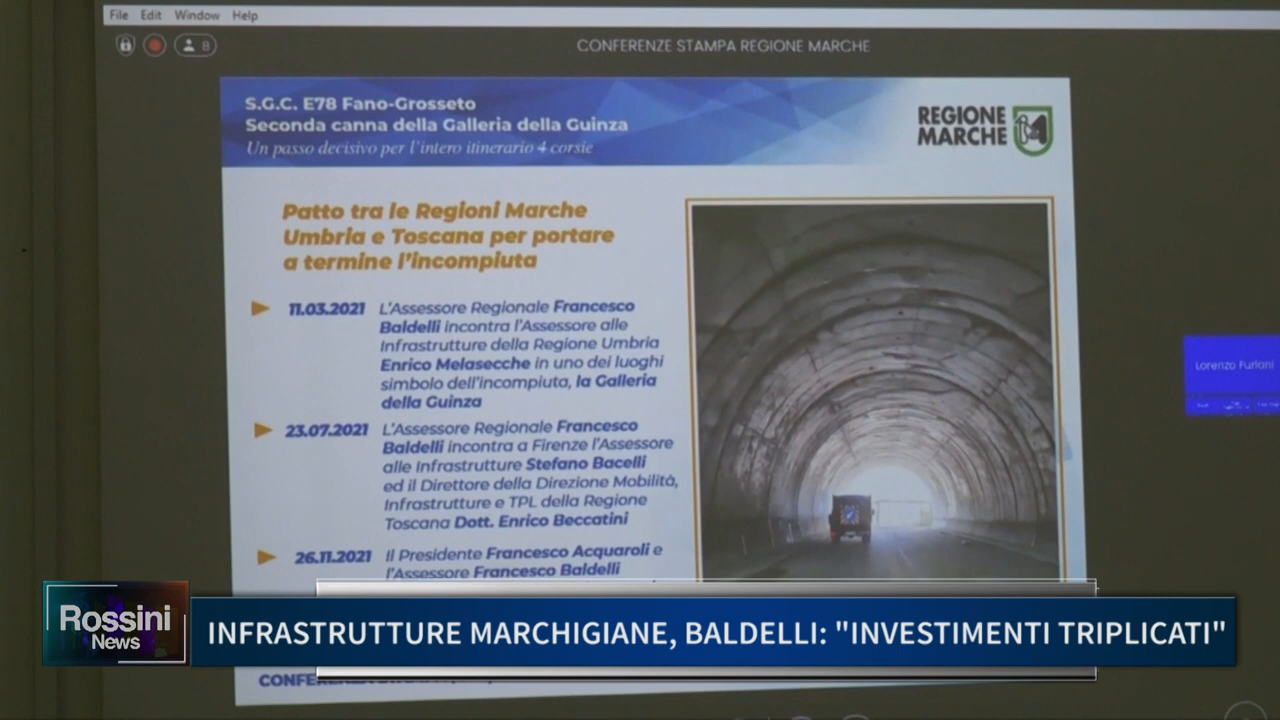 File Edit Window Help
8
CONFERENZE STAMPA REGIONE MARCHE
S.G.C. E78 Fano-Grosseto
Seconda canna della Galleria della Guinza
Un passo decisivo per l'intero itinerario 4 corsie
REGIONE
MARCHE
Patto tra le Regioni Marche
Umbria e Toscana per portare
a termine l'incompiuta
11.03.2021 L'Assessore Regionale Francesco
Baldelli incontra l'Assessore alle
Infrastrutture della Regione Umbria
Enrico Melasecche in uno dei luoghi
simbolo dell'incompiuta, la Galleria
della Guinza
23.07.2021 L'Assessore Regionale Francesco
Baldelli incontra a Firenze l'Assessore
alle Infrastrutture Stefano Bacelli
ed il Direttore della Direzione Mobilità,
Infrastrutture e TPL della Regione
Toscana Dott. Enrico Beccatini
26.11.2021 Il Presidente Francesco Acquaroli e
l'Assessore Francesco Baldelli
Lorenzo Furlani
Rossini
News
INFRASTRUTTURE MARCHIGIANE, BALDELLI: "INVESTIMENTI TRIPLICATI"